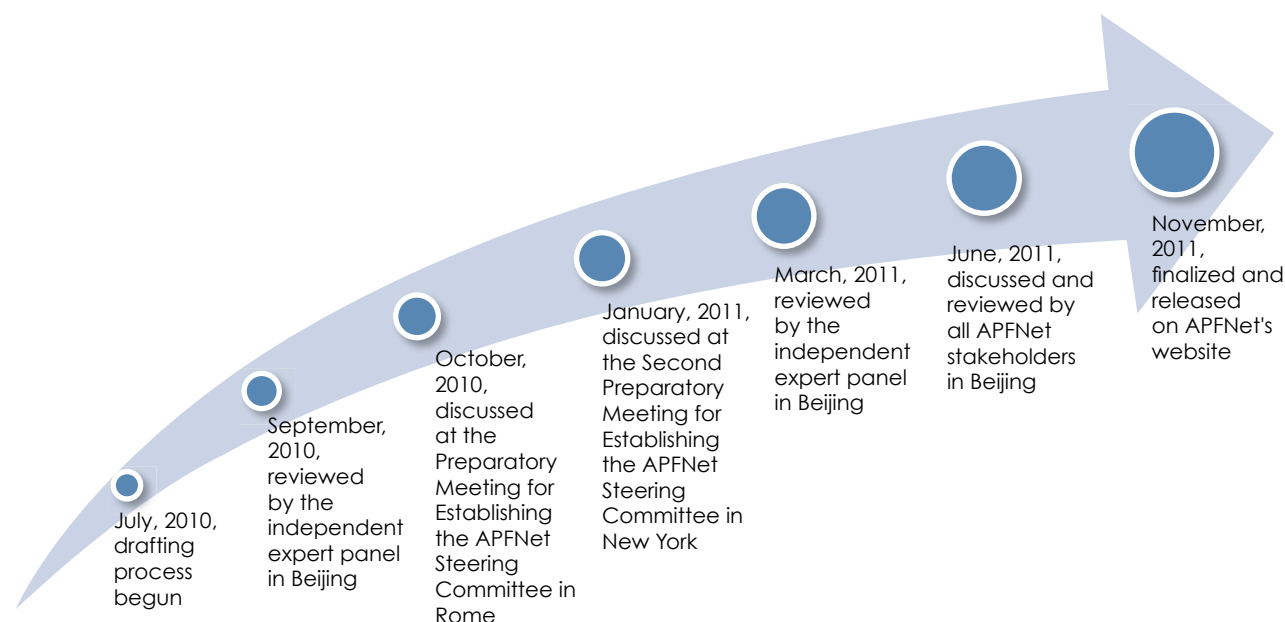 July, 2010,
drafting
process
begun
September,
2010,
reviewed
by the
independent
expert panel
in Beijing
October,
2010,
discussed
at the
Preparatory
Meeting for
Establishing
the APFNet
Steering
Committee in
Rome
January, 2011,
discussed at
the Second
Preparatory
Meeting for
Establishing
the APFNet
Steering
Committee in
New York
March, 2011,
reviewed
by the
independent
expert panel
in Beijing
June, 2011,
discussed and
reviewed by
all APFNet
stakeholders
in Beijing
November,
2011,
finalized and
released
on APFNet's
website